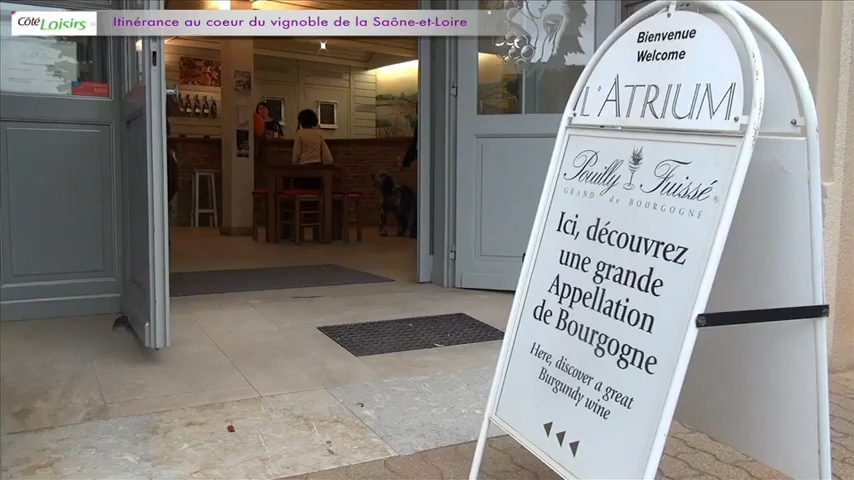 Côté
Loisirs
Itinérance au coeur du vignoble de la Saône-et-Loire
Bienvenue
Welcome
L'ATRIUM
Pouilly Fuissé®
GRAND de BOURGOGNE
Ici, découvrez
une grande
Appellation
de Bourgogne
Here, discover a great
Burgundy wine